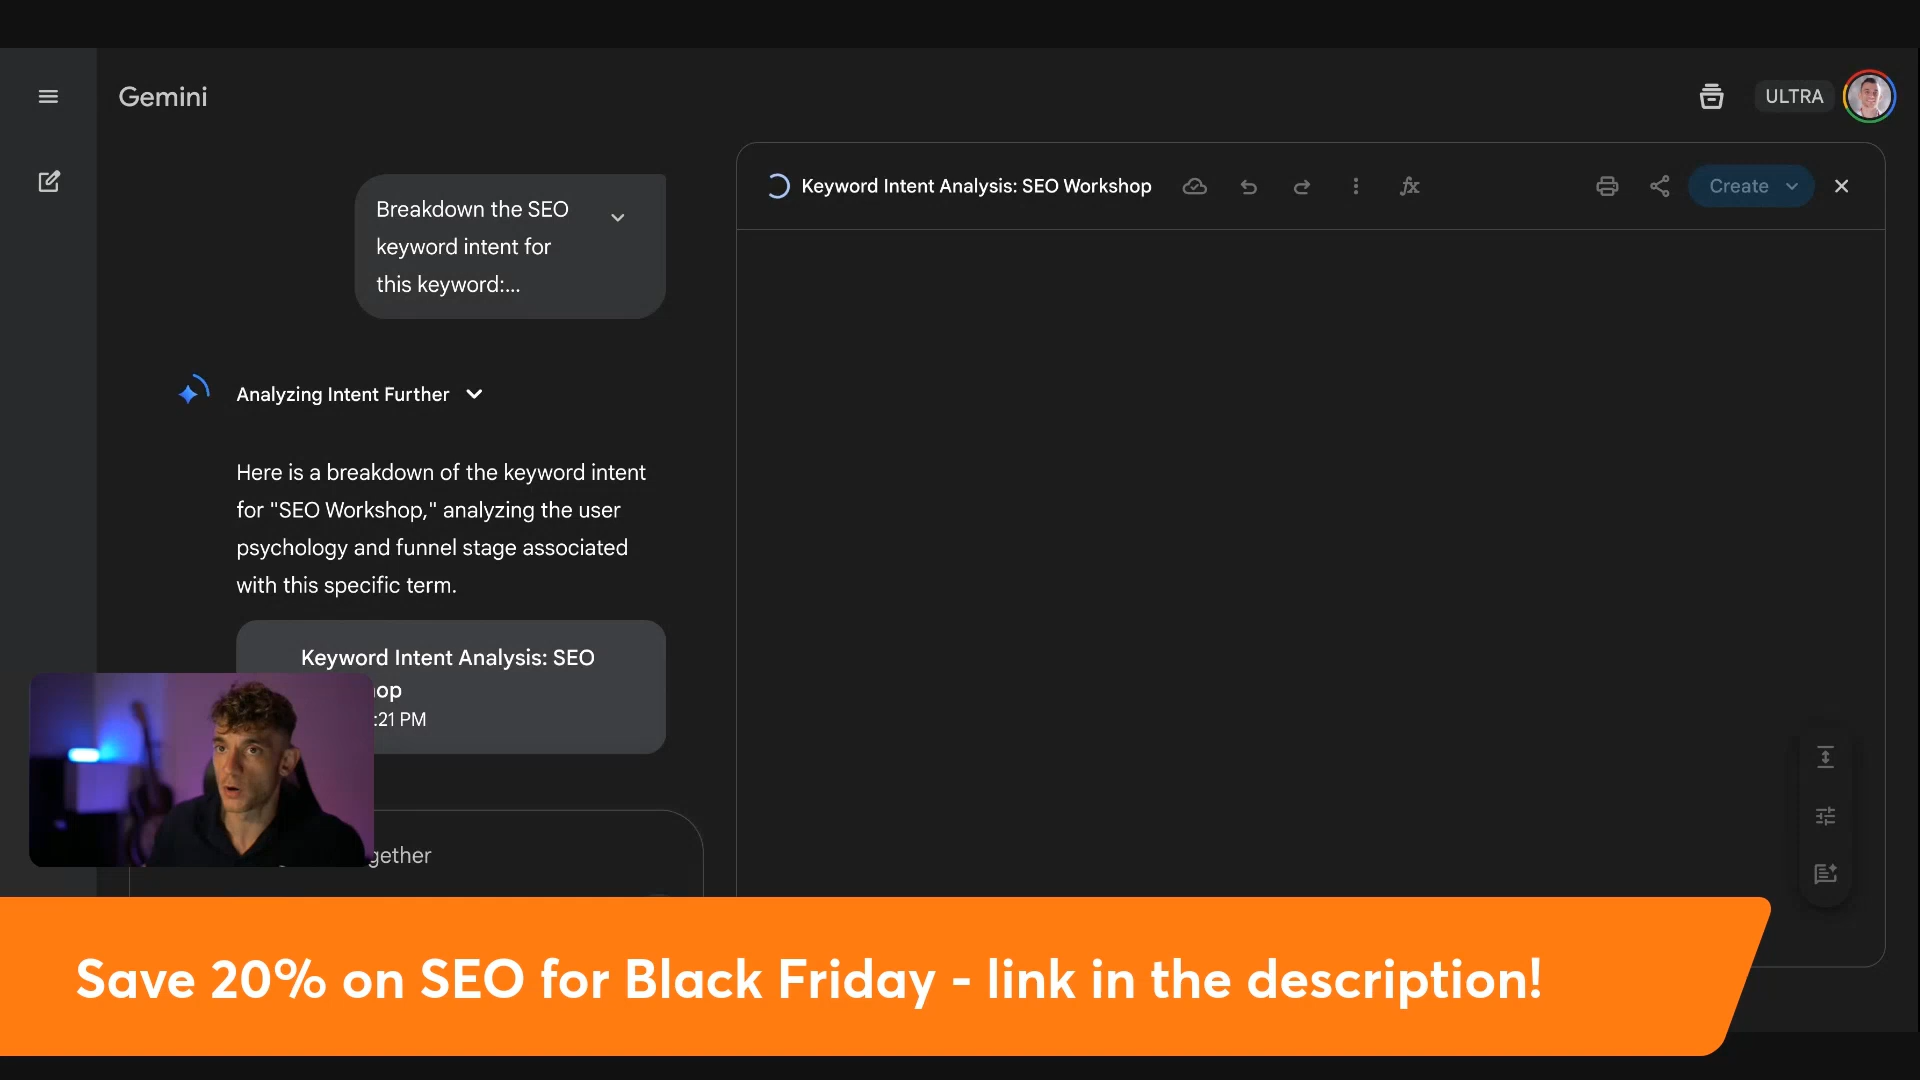 Gemini
ULTRA
Breakdown the SEO
keyword intent for
this keyword:...
Analyzing Intent Further
Here is a breakdown of the keyword intent
for "SEO Workshop," analyzing the user
psychology and funnel stage associated
with this specific term.
Keyword Intent Analysis: SEO
op
:21 PM
gether
Keyword Intent Analysis: SEO Workshop
fx
Create
Save 20% on SEO for Black Friday - link in the description!